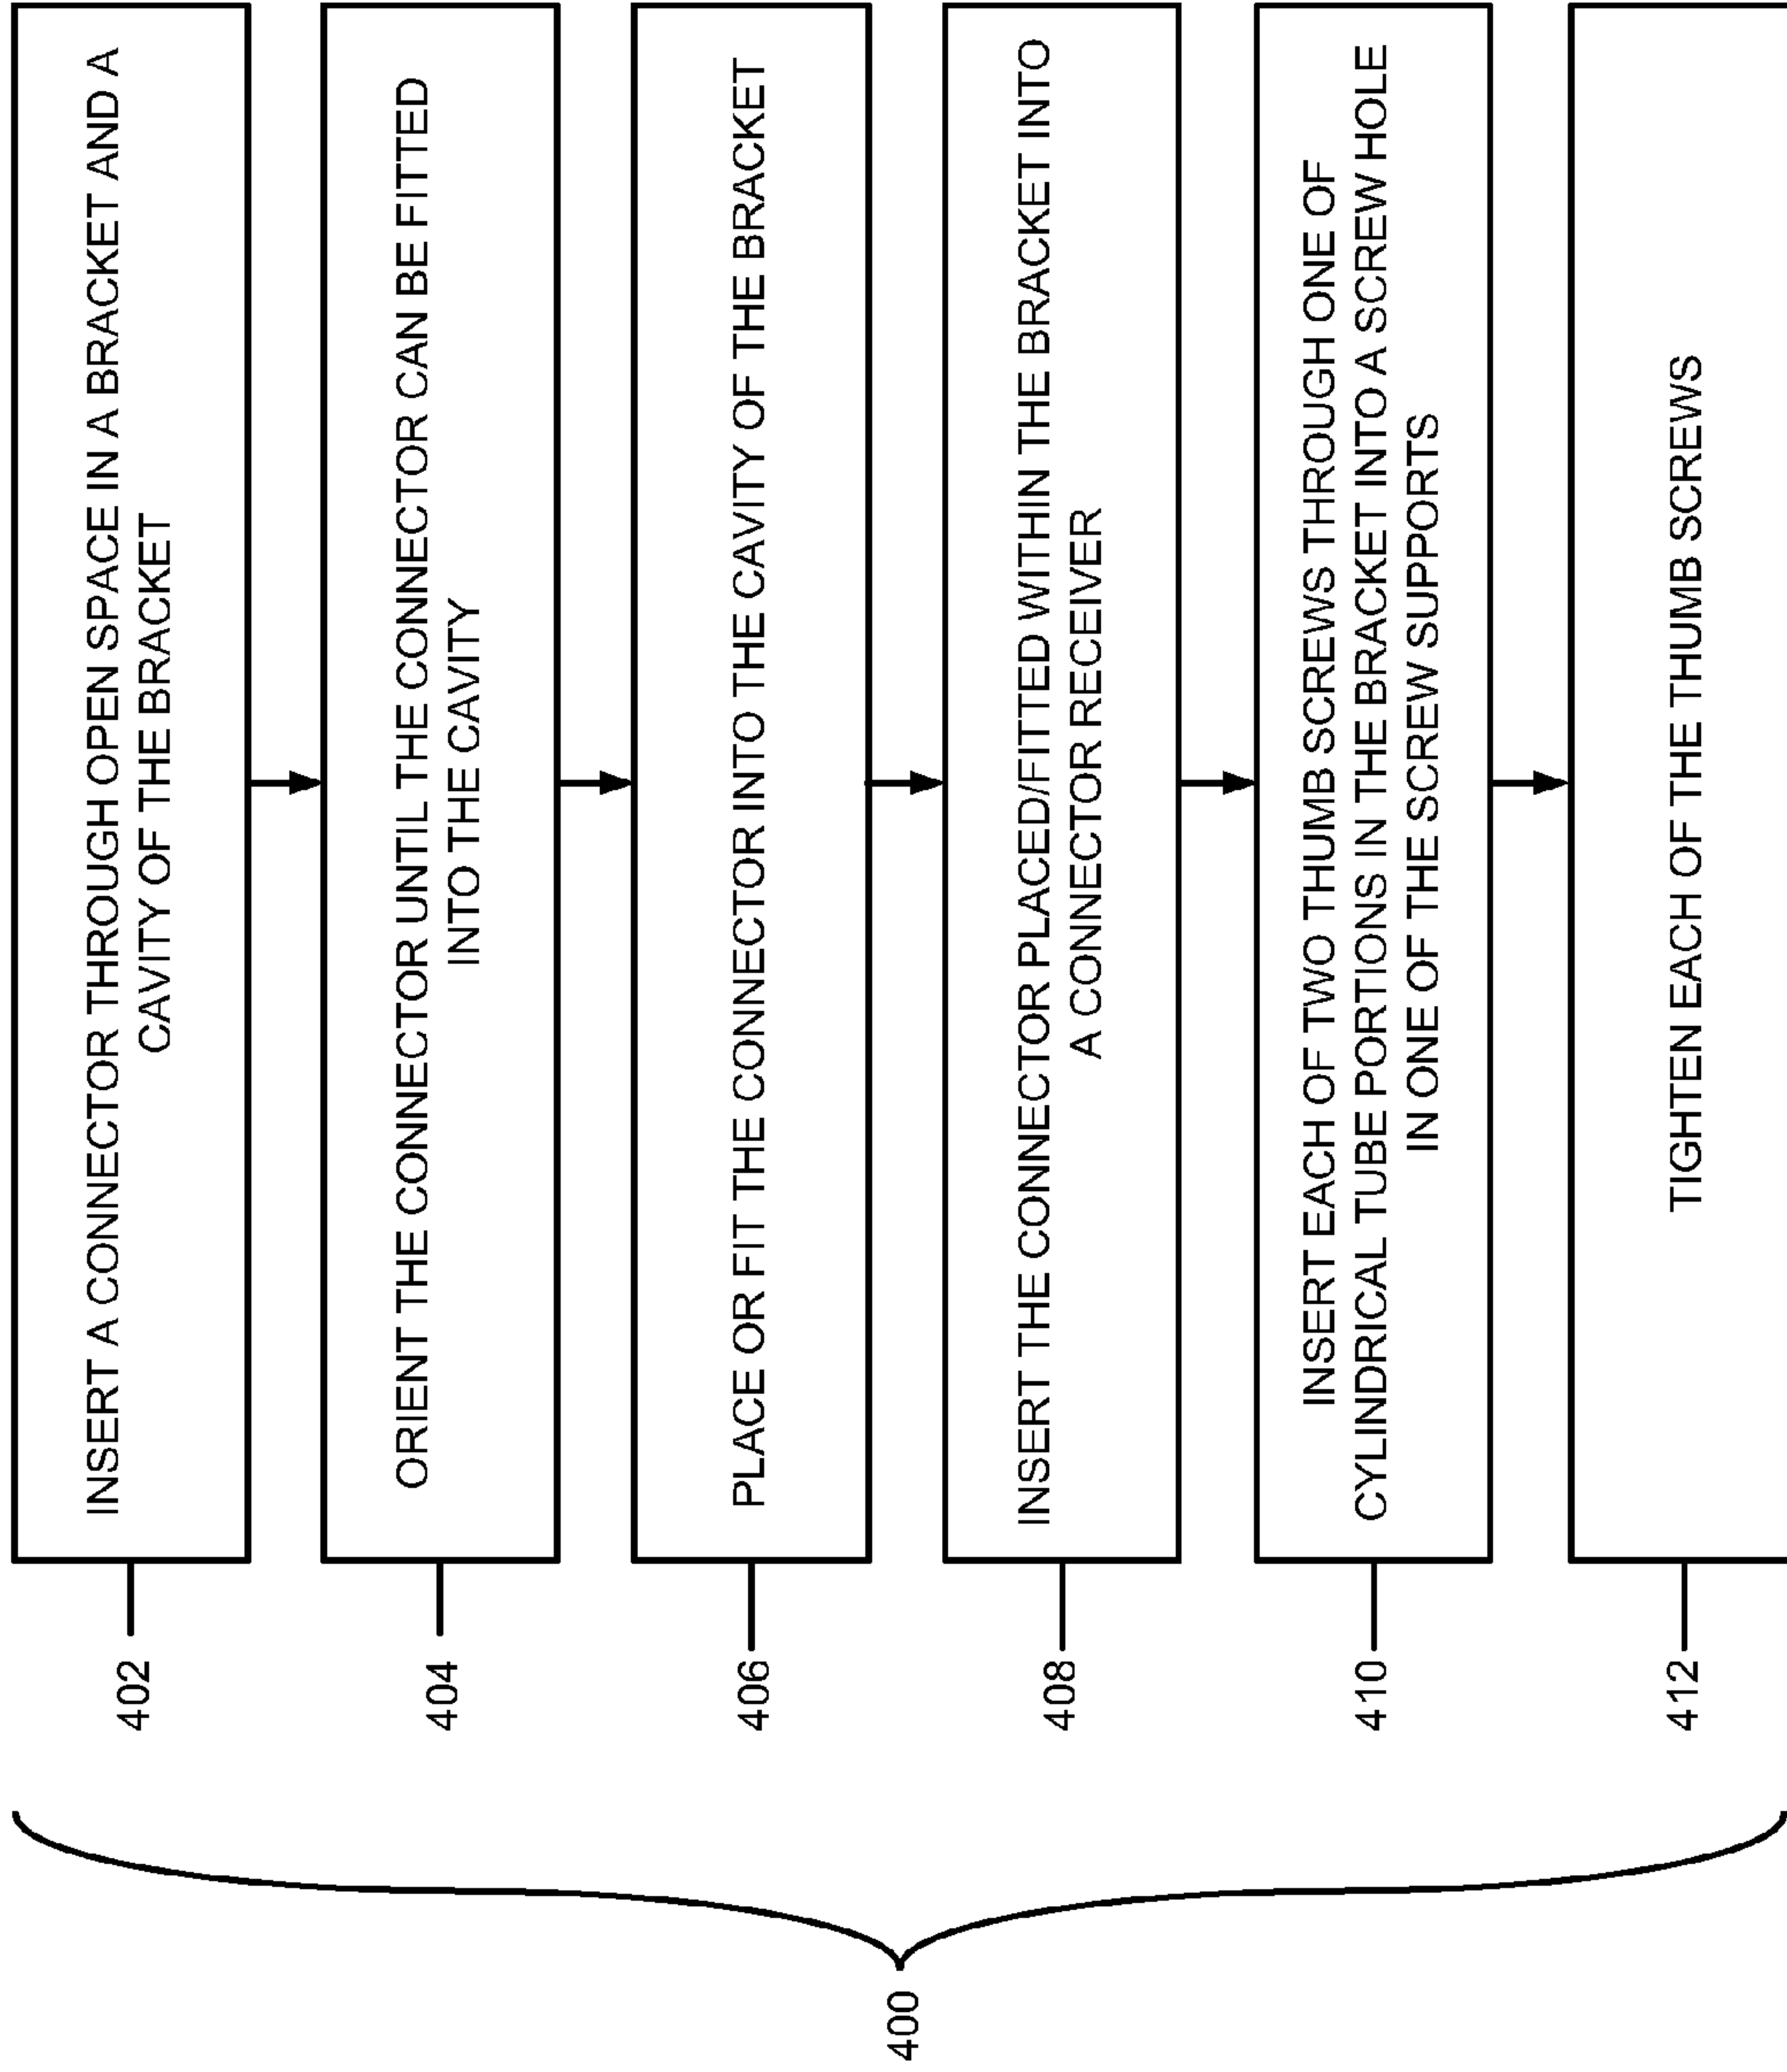 400
402
INSERT A CONNECTOR THROUGH OPEN SPACE IN A BRACKET AND A
CAVITY OF THE BRACKET
404
ORIENT THE CONNECTOR UNTIL THE CONNECTOR CAN BE FITTED
INTO THE CAVITY
406
PLACE OR FIT THE CONNECTOR INTO THE CAVITY OF THE BRACKET
408
INSERT THE CONNECTOR PLACED/FITTED WITHIN THE BRACKET INTO
A CONNECTOR RECEIVER
410
INSERT EACH OF TWO THUMB SCREWS THROUGH ONE OF
CYLINDRICAL TUBE PORTIONS IN THE BRACKET INTO A SCREW HOLE
IN ONE OF THE SCREW SUPPORTS
412
TIGHTEN EACH OF THE THUMB SCREWS